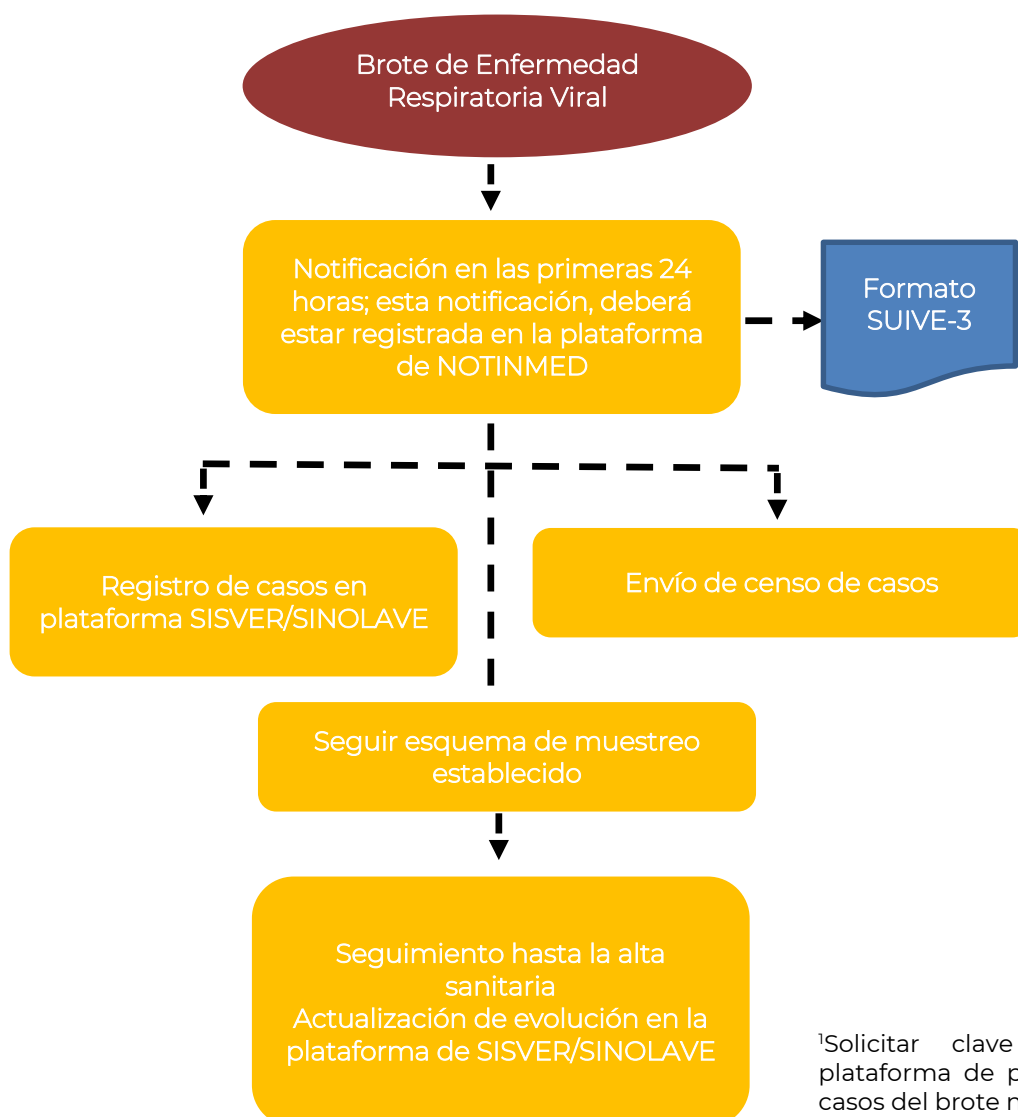 Brote de Enfermedad
Respiratoria Viral
Notificación en las primeras 24
horas; esta notificación, deberá
estar registrada en la plataforma
de NOTINMED
Formato
SUIVE-3
Registro de casos en
plataforma SISVER/SINOLAVE
Envío de censo de casos
Seguir esquema de muestreo
establecido
Seguimiento hasta la alta
sanitaria
Actualización de evolución en la
plataforma de SISVER/SINOLAVE
¹Solicitar clave
plataforma de
casos del brote